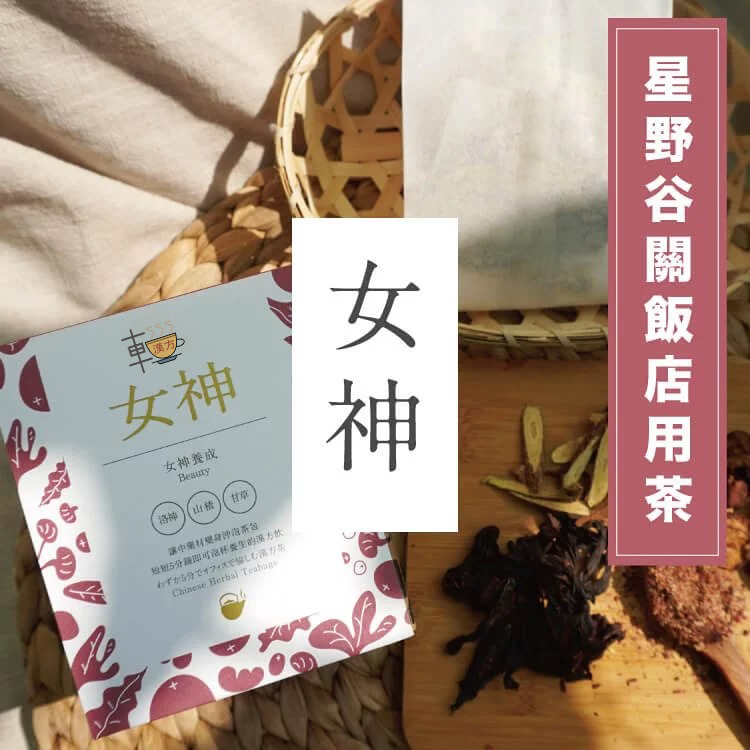 星野谷關飯店用茶
女神
車
漢方
女神
女神養成
Beauty
洛神 山楂 甘草
讓中藥材變身沖泡茶包
短短5分鐘即可泡杯養生的漢方飲
わずか5分でオフィスで愉しむ漢方茶
Chinese Herbal Teabags